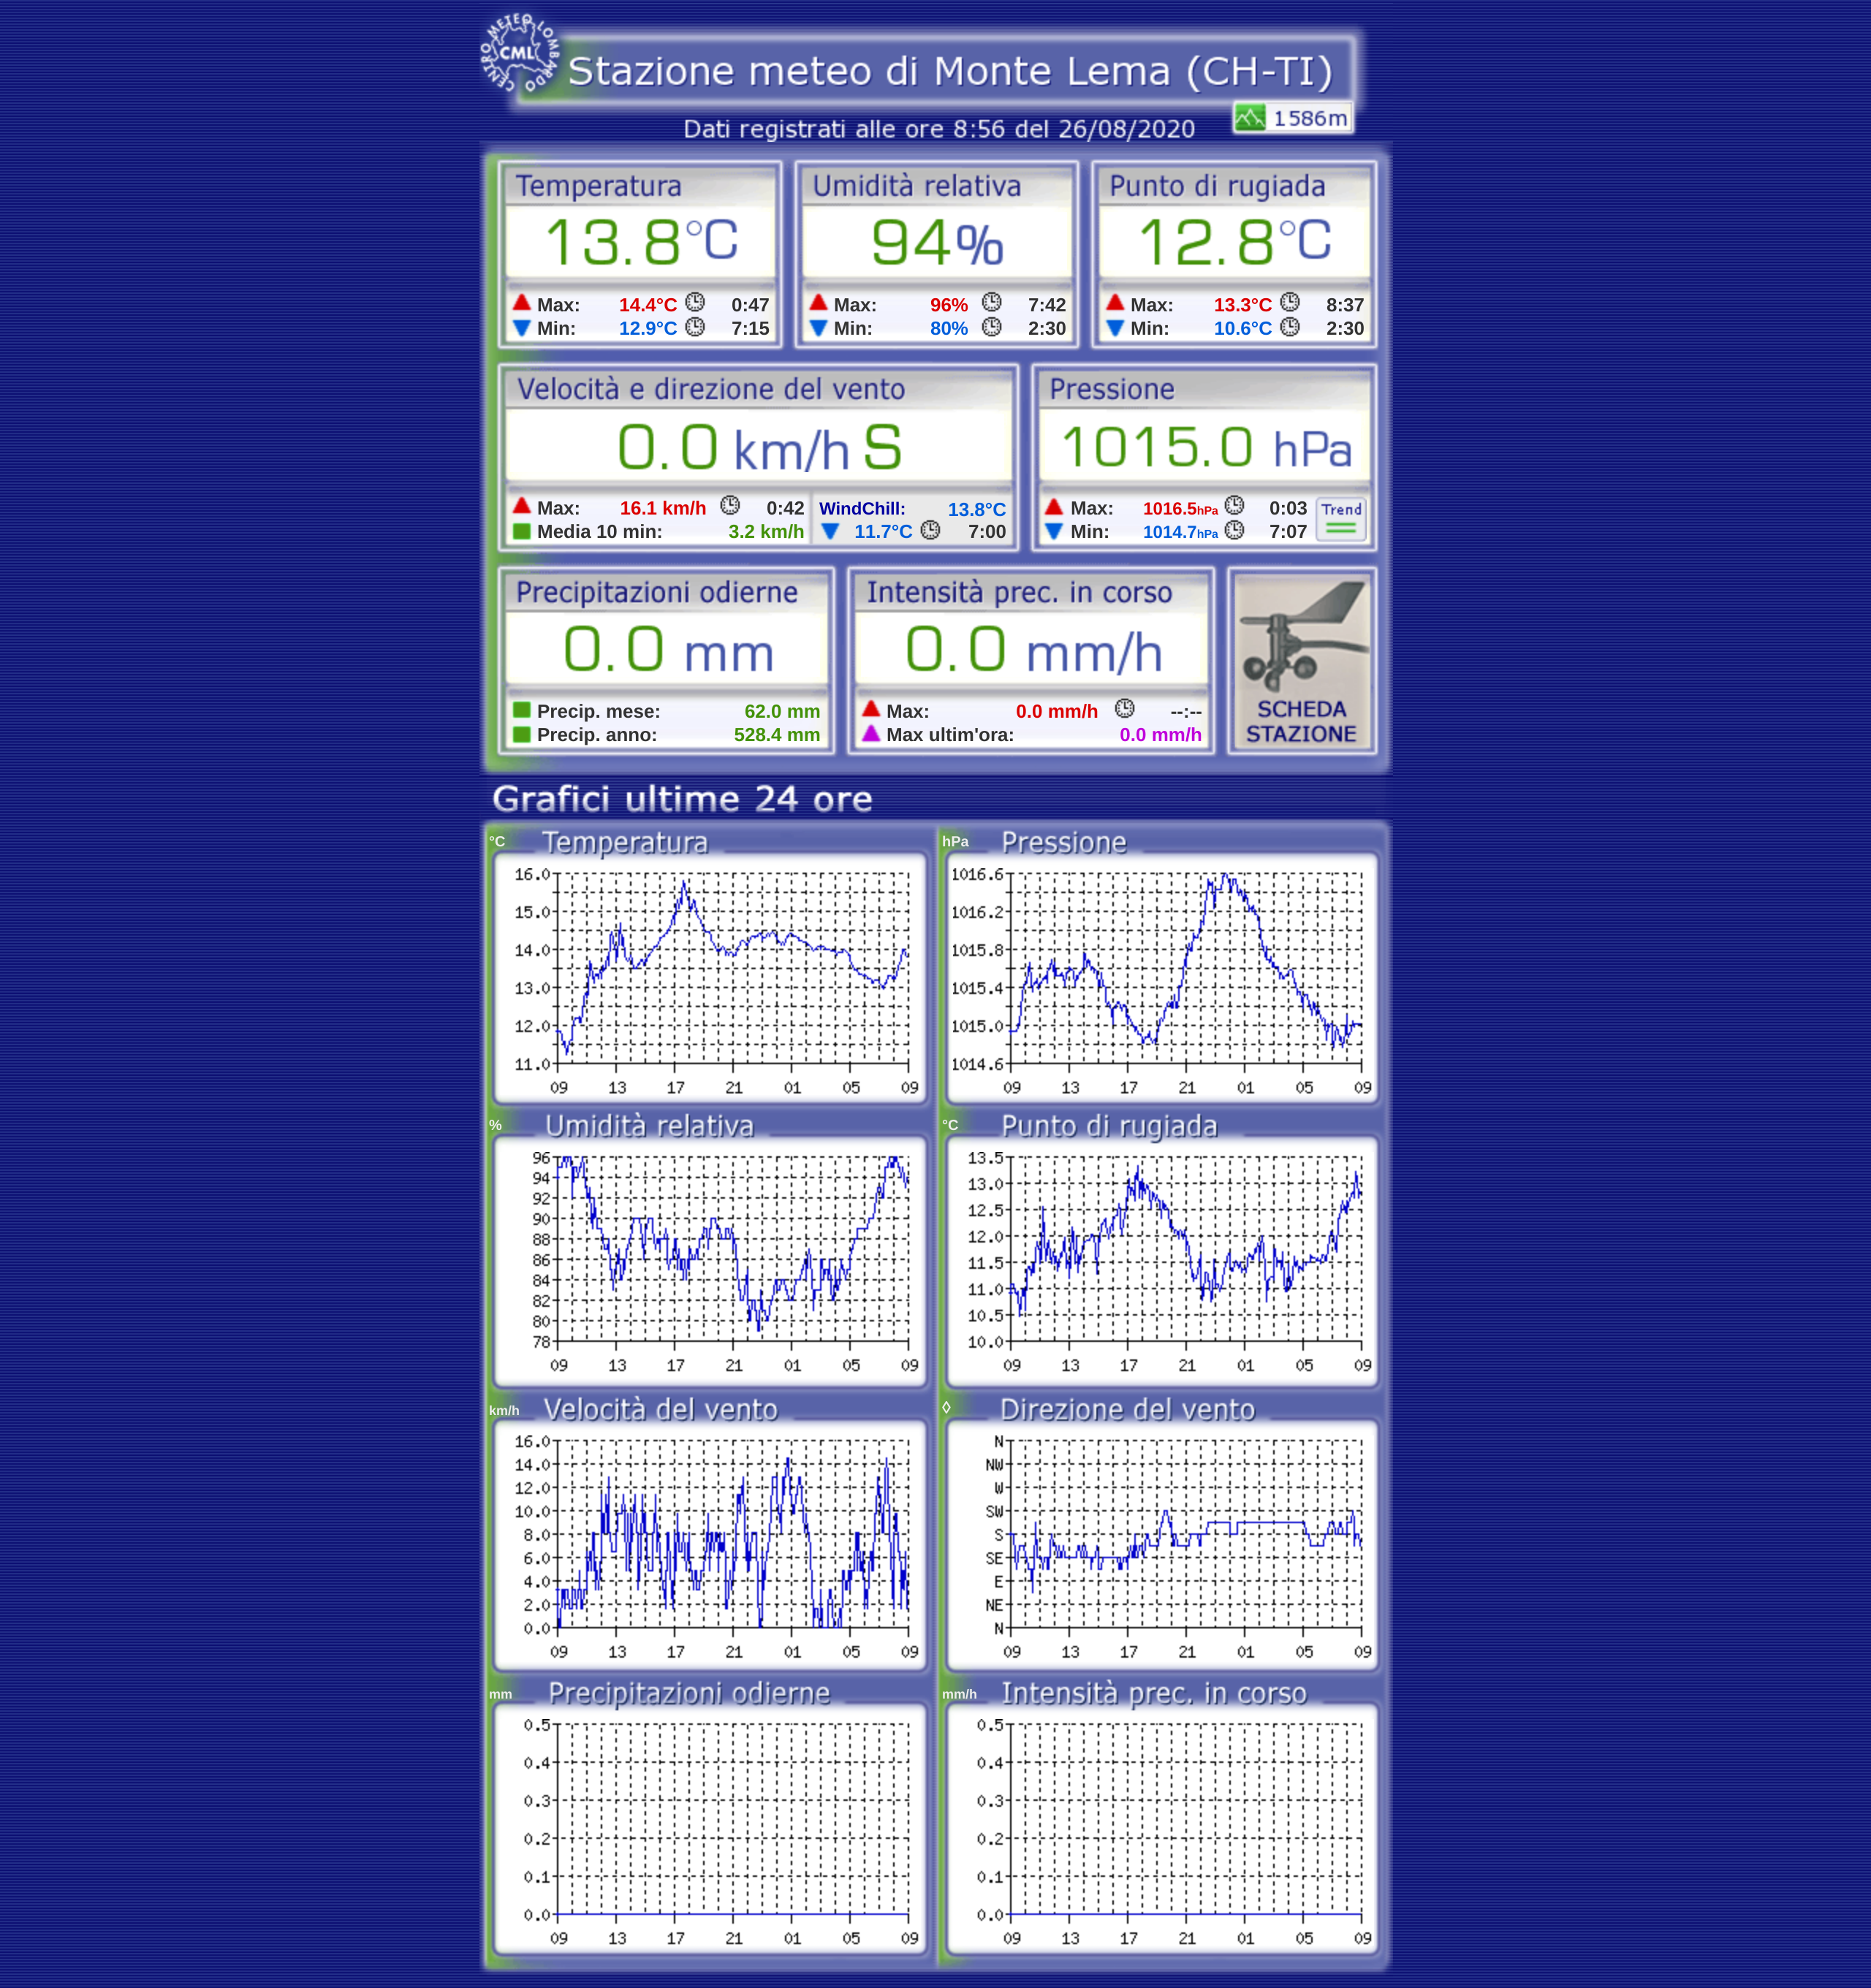 CENTRO METEO LOMBARDO
CML
Stazione meteo di Monte Lema (CH-TI)
1586m
Dati registrati alle ore 8:56 del 26/08/2020
Temperatura
13.8°C
Max: 14.4°C 0:47
Min: 12.9°C 7:15
Umidità relativa
94%
Max: 96% 7:42
Min: 80% 2:30
Punto di rugiada
12.8°C
Max: 13.3°C 8:37
Min: 10.6°C 2:30
Velocità e direzione del vento
0.0 km/h S
Max: 16.1 km/h 0:42
Media 10 min: 3.2 km/h
WindChill: 13.8°C
11.7°C 7:00
Pressione
1015.0 hPa
Max: 1016.5hPa 0:03
Min: 1014.7hPa 7:07
Trend
Precipitazioni odierne
0.0 mm
Precip. mese: 62.0 mm
Precip. anno: 528.4 mm
Intensità prec. in corso
0.0 mm/h
Max: 0.0 mm/h --:--
Max ultim'ora: 0.0 mm/h
SCHEDA
STAZIONE
Grafici ultime 24 ore
°C Temperatura
16.0
15.0
14.0
13.0
12.0
11.0
09 13 17 21 01 05 09
hPa Pressione
1016.6
1016.2
1015.8
1015.4
1015.0
1014.6
09 13 17 21 01 05 09
% Umidità relativa
96
94
92
90
88
86
84
82
80
78
09 13 17 21 01 05 09
°C Punto di rugiada
13.5
13.0
12.5
12.0
11.5
11.0
10.5
10.0
09 13 17 21 01 05 09
km/h Velocità del vento
16.0
14.0
12.0
10.0
8.0
6.0
4.0
2.0
0.0
09 13 17 21 01 05 09
◊ Direzione del vento
N
NW
W
SW
S
SE
E
NE
N
09 13 17 21 01 05 09
mm Precipitazioni odierne
0.5
0.4
0.3
0.2
0.1
0.0
09 13 17 21 01 05 09
mm/h Intensità prec. in corso
0.5
0.4
0.3
0.2
0.1
0.0
09 13 17 21 01 05 09